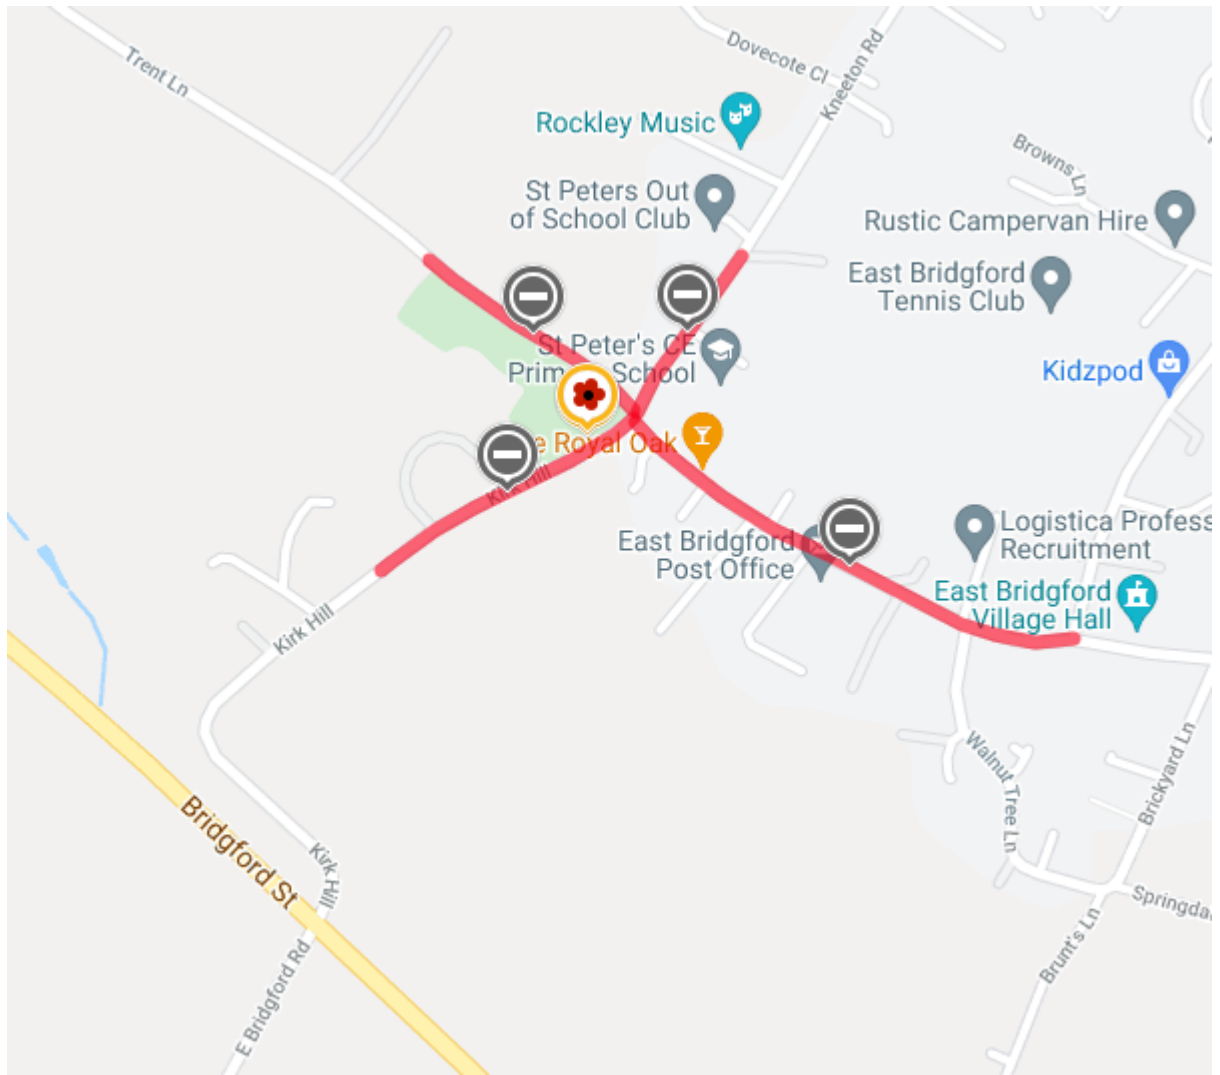 Trent Ln
Dovecote Cl
Kneeton Rd
Rockley Music
Browns Ln
St Peters Out
of School Club
Rustic Campervan Hire
East Bridgford
Tennis Club
St Peter's CE
School
Kidzpod
Royal Oak
Kirk Hill
East Bridgford
Post Office
Logistica
Recruitment
East Bridgford
Village Hall
Kirk Hill
Walnut Tree Ln
Brickyard Ln
Bridgford St
Kirk Hill
Brunt's Ln
E Bridgford Rd